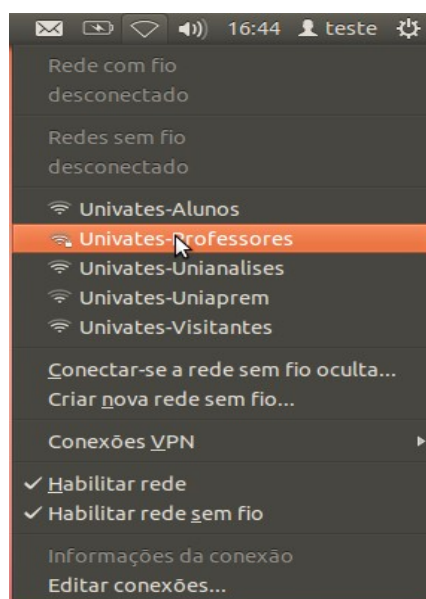 16:44 teste
Rede com fio
desconectado
Redes sem fio
desconectado
Univates-Alunos
Univates-Professores
Univates-Unianalises
Univates-Uniaprem
Univates-Visitantes
Conectar-se a rede sem fio oculta...
Criar nova rede sem fio...
Conexões VPN
Habilitar rede
Habilitar rede sem fio
Informações da conexão
Editar conexões...